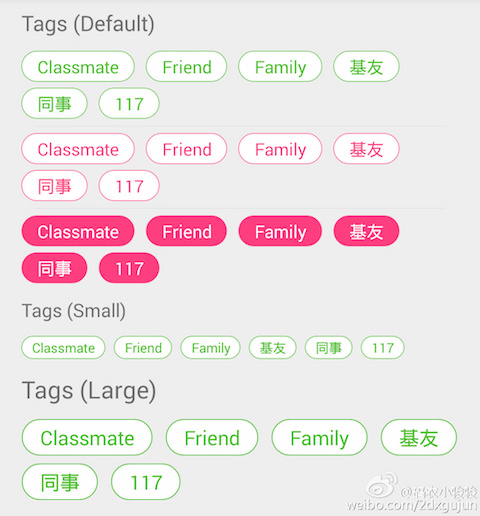 Tags (Default)
Classmate Friend Family 基友
同事 117
Classmate Friend Family 基友
同事 117
Classmate Friend Family 基友
同事 117
Tags (Small)
Classmate Friend Family 基友 同事 117
Tags (Large)
Classmate Friend Family 基友
同事 117
weibo.com/2dxgujun